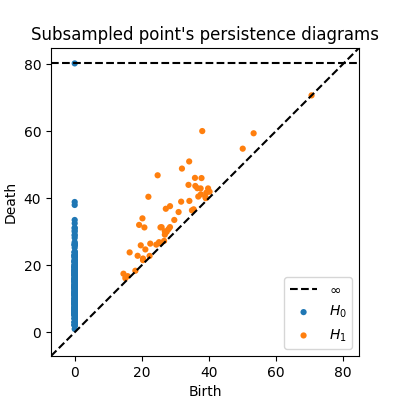 Subsampled point's persistence diagrams
Death
80
60
40
20
0
0 20 40 60 80
Birth
∞
H₀
H₁